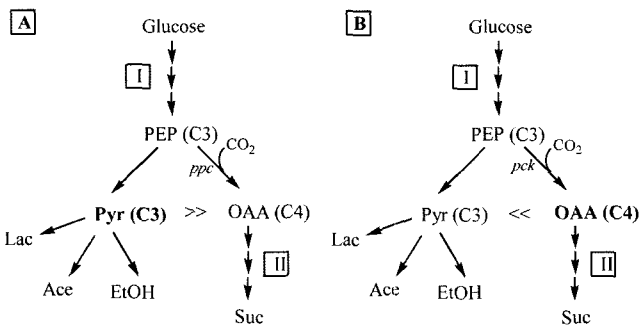 A
Glucose
I
PEP (C3)
CO2
ppc
Pyr (C3) >> OAA (C4)
Lac
II
Ace EtOH
Suc
B
Glucose
I
PEP (C3)
CO2
pck
Pyr (C3) << OAA (C4)
Lac
II
Ace EtOH
Suc